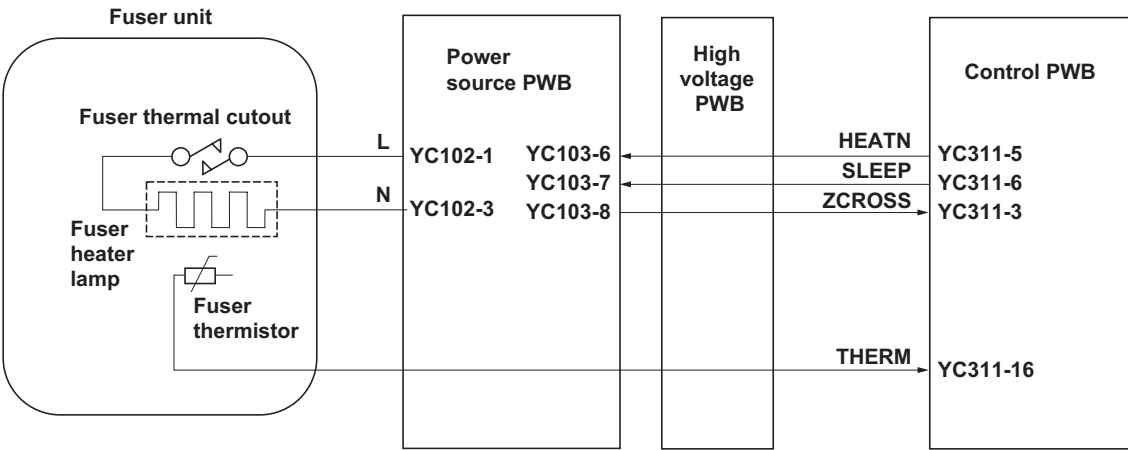 Fuser unit
Power
source PWB
High
voltage
PWB
Control PWB
Fuser thermal cutout
L
YC102-1
YC103-6
HEATN
YC311-5
YC103-7
SLEEP
YC311-6
N
YC102-3
YC103-8
ZCROSS
YC311-3
Fuser
heater
lamp
Fuser
thermistor
THERM
YC311-16